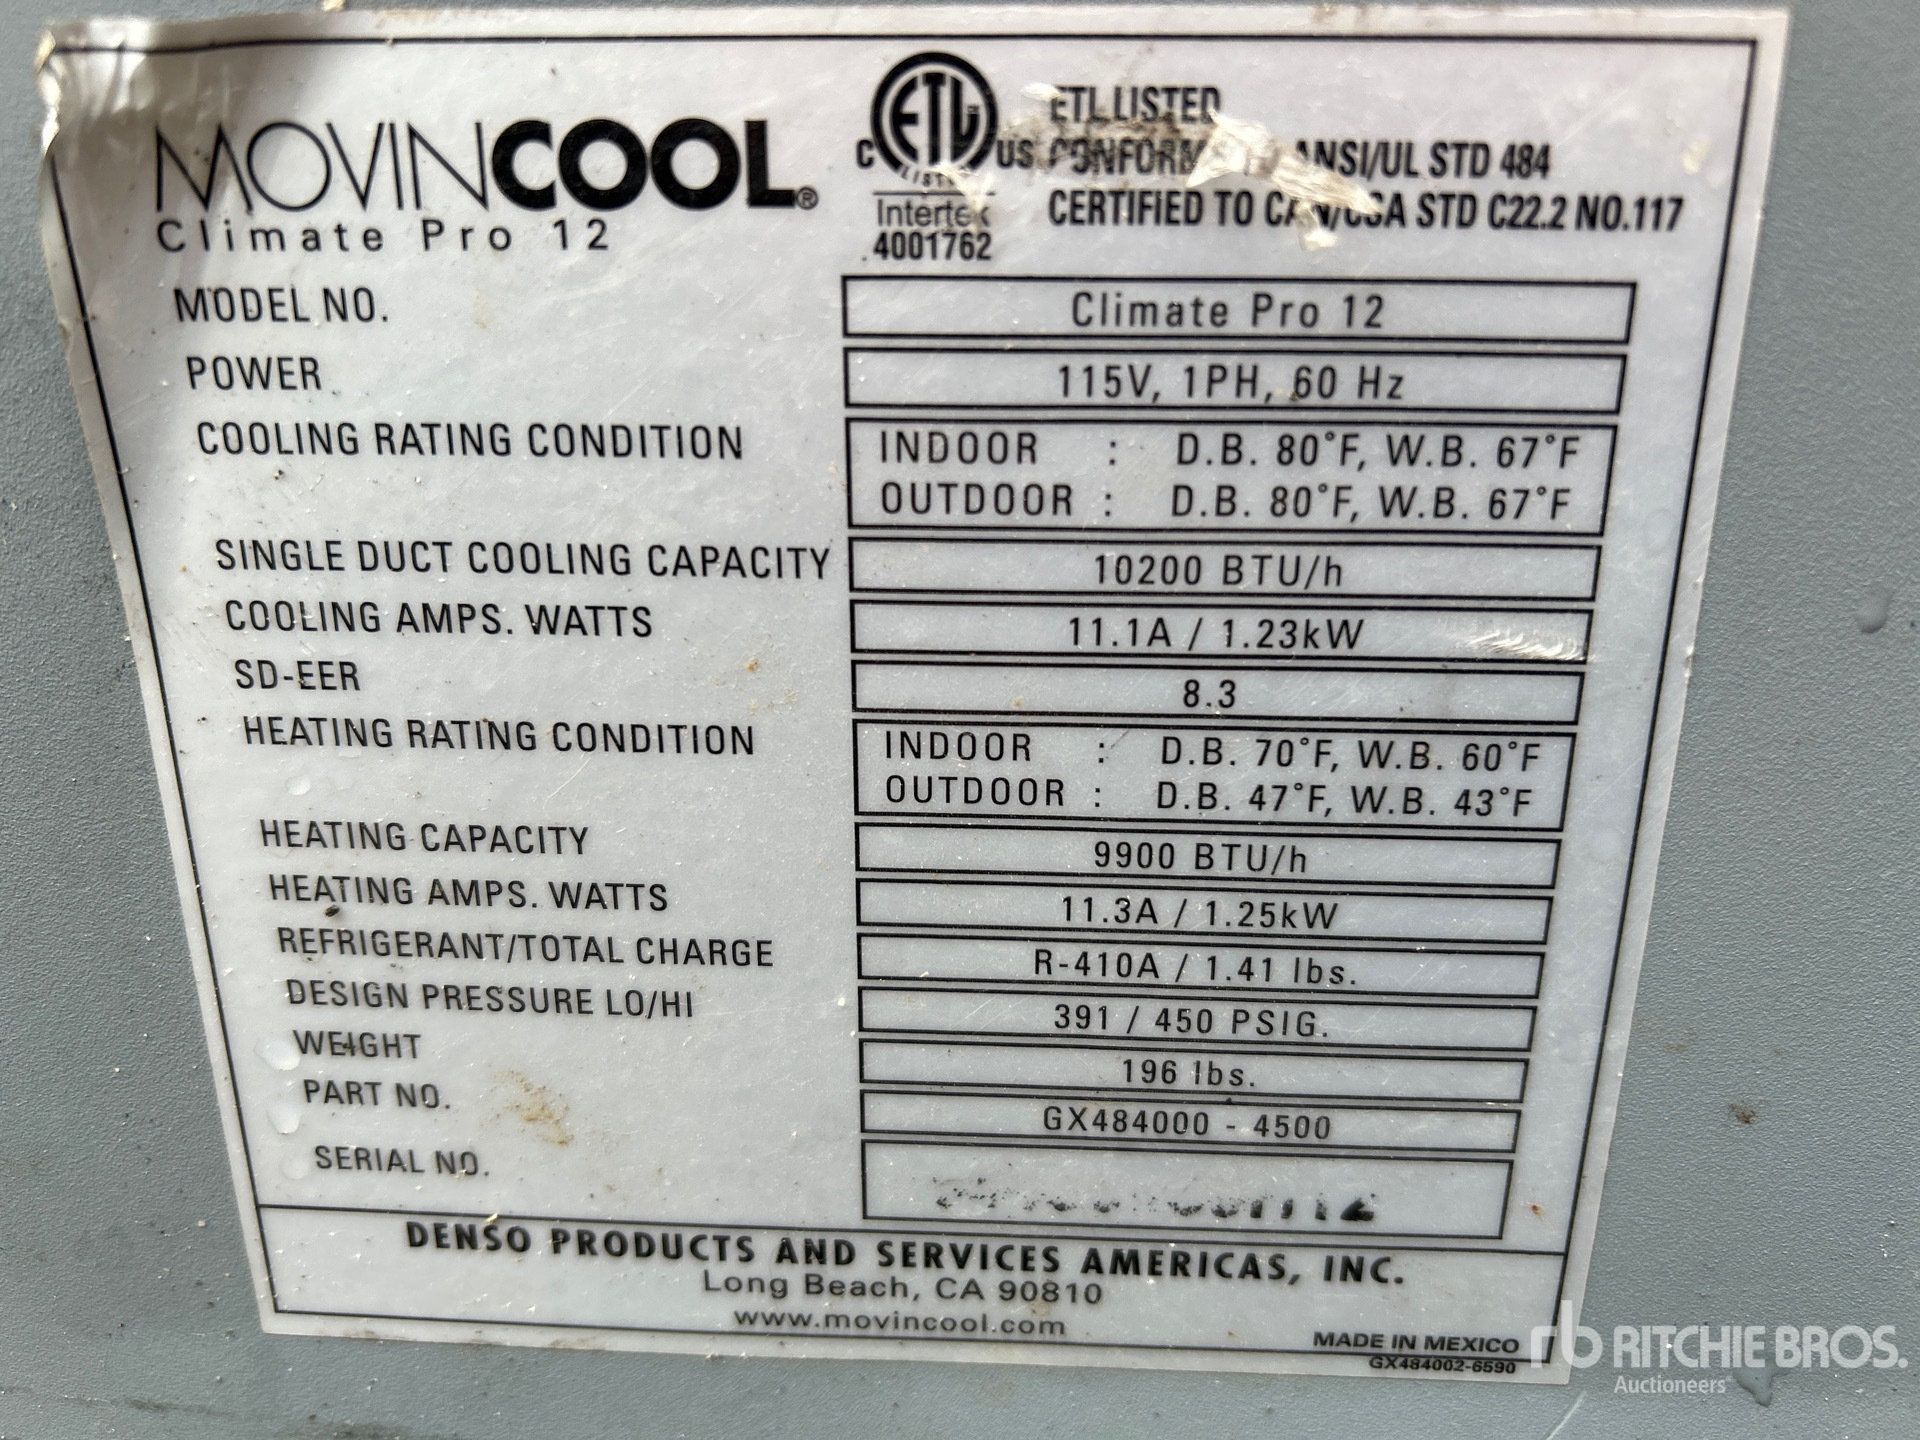 MOVINCOOL®
Climate Pro 12
C ETL US
LISTED
Intertek
4001762
ETL LISTED
CONFORMS TO ANSI/UL STD 484
CERTIFIED TO CAN/CSA STD C22.2 NO.117
MODEL NO. Climate Pro 12
POWER 115V, 1PH, 60 Hz
COOLING RATING CONDITION INDOOR : D.B. 80°F, W.B. 67°F
OUTDOOR : D.B. 80°F, W.B. 67°F
SINGLE DUCT COOLING CAPACITY 10200 BTU/h
COOLING AMPS. WATTS 11.1A / 1.23kW
SD-EER 8.3
HEATING RATING CONDITION INDOOR : D.B. 70°F, W.B. 60°F
OUTDOOR : D.B. 47°F, W.B. 43°F
HEATING CAPACITY 9900 BTU/h
HEATING AMPS. WATTS 11.3A / 1.25kW
REFRIGERANT/TOTAL CHARGE R-410A / 1.41 lbs.
DESIGN PRESSURE LO/HI 391 / 450 PSIG.
WEIGHT 196 lbs.
PART NO. GX484000 - 4500
SERIAL NO.
DENSO PRODUCTS AND SERVICES AMERICAS, INC.
Long Beach, CA 90810
www.movincool.com
MADE IN MEXICO
GX484002-6590
rb RITCHIE BROS.
Auctioneers